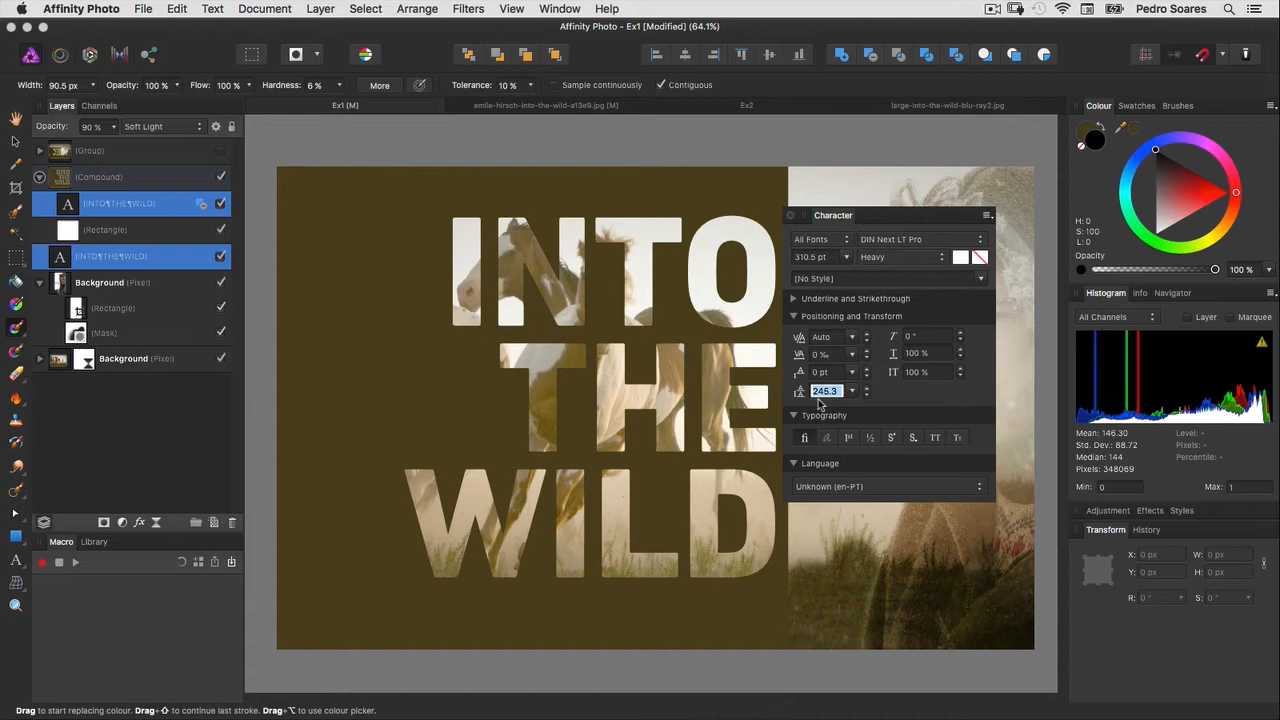 Affinity Photo File Edit Text Document Layer Select Arrange Filters View Window Help Pedro Soares
Affinity Photo - Ex1 [Modified] (64.1%)
Width: 90.5 px Opacity: 100 % Flow: 100 % Hardness: 6 % More Tolerance: 10 % Sample continuously Contiguous
Layers Channels
Ex1 [M] emile-hirsch-into-the-wild-a13e9.jpg [M] Ex2 large-into-the-wild-blu-ray2.jpg
Opacity: 90 % Soft Light
(Group)
(Compound)
(INTO¶THE¶WILD)
(Rectangle)
(INTO¶THE¶WILD)
Background (Pixel)
(Rectangle)
(Mask)
Background (Pixel)
Macro Library
INTO
THE
WILD
Character
All Fonts DIN Next LT Pro
310.5 pt Heavy
[No Style]
Underline and Strikethrough
Positioning and Transform
Auto 0 °
0 ‰ 100 %
0 pt 100 %
245.3
Typography
fi a 1st ½ S S TT Tт
Language
Unknown (en-PT)
Colour Swatches Brushes
H: 0
S: 100
L: 0
Opacity 100 %
Histogram Info Navigator
All Channels Layer Marquee
Mean: 146.30 Level: -
Std. Dev.: 88.72 Pixels: -
Median: 144 Percentile: -
Pixels: 348069
Min: 0 Max: 1
Adjustment Effects Styles
Transform History
X: 0 px W: 0 px
Y: 0 px H: 0 px
R: 0 ° S: 0 °
Drag to start replacing colour. Drag+⇧ to continue last stroke. Drag+⌥ to use colour picker.